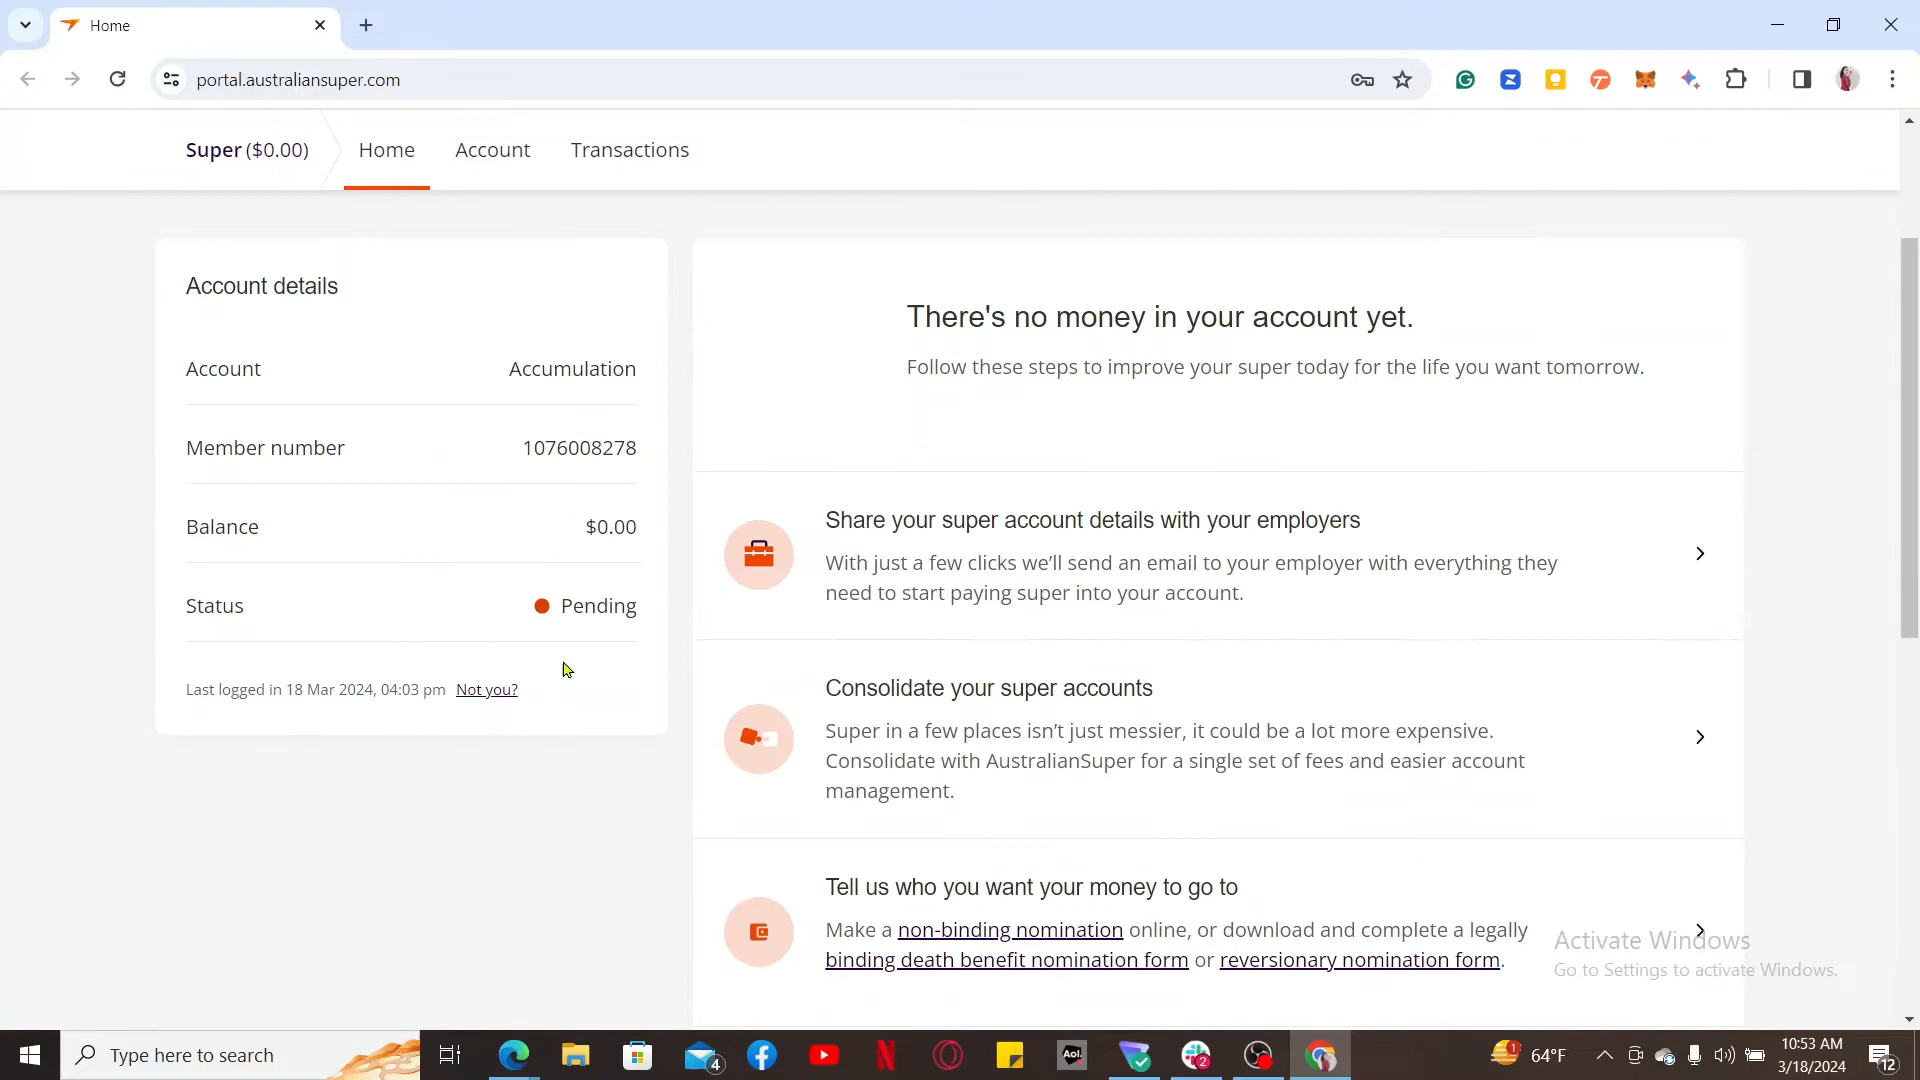 Home
portal.australiansuper.com
Super ($0.00)
Home
Account
Transactions
Account details
Account
Accumulation
Member number
1076008278
Balance
$0.00
Status
Pending
Last logged in 18 Mar 2024, 04:03 pm Not you?
There's no money in your account yet.
Follow these steps to improve your super today for the life you want tomorrow.
Share your super account details with your employers
With just a few clicks we’ll send an email to your employer with everything they
need to start paying super into your account.
Consolidate your super accounts
Super in a few places isn’t just messier, it could be a lot more expensive.
Consolidate with AustralianSuper for a single set of fees and easier account
management.
Tell us who you want your money to go to
Make a non-binding nomination online, or download and complete a legally
binding death benefit nomination form or reversionary nomination form.
Activate Windows
Go to Settings to activate Windows.
Type here to search
4
Aol.
2
1
64°F
10:53 AM
3/18/2024
12